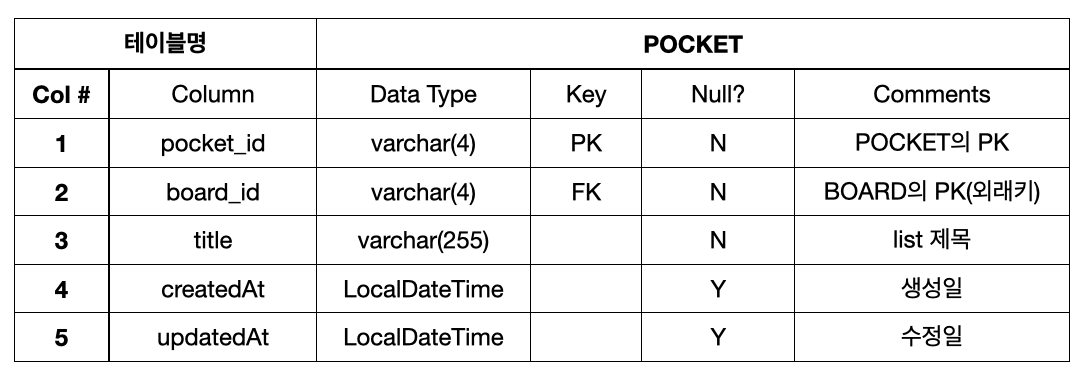 테이블명 POCKET
Col # Column Data Type Key Null? Comments
1 pocket_id varchar(4) PK N POCKET의 PK
2 board_id varchar(4) FK N BOARD의 PK(외래키)
3 title varchar(255) N list 제목
4 createdAt LocalDateTime Y 생성일
5 updatedAt LocalDateTime Y 수정일